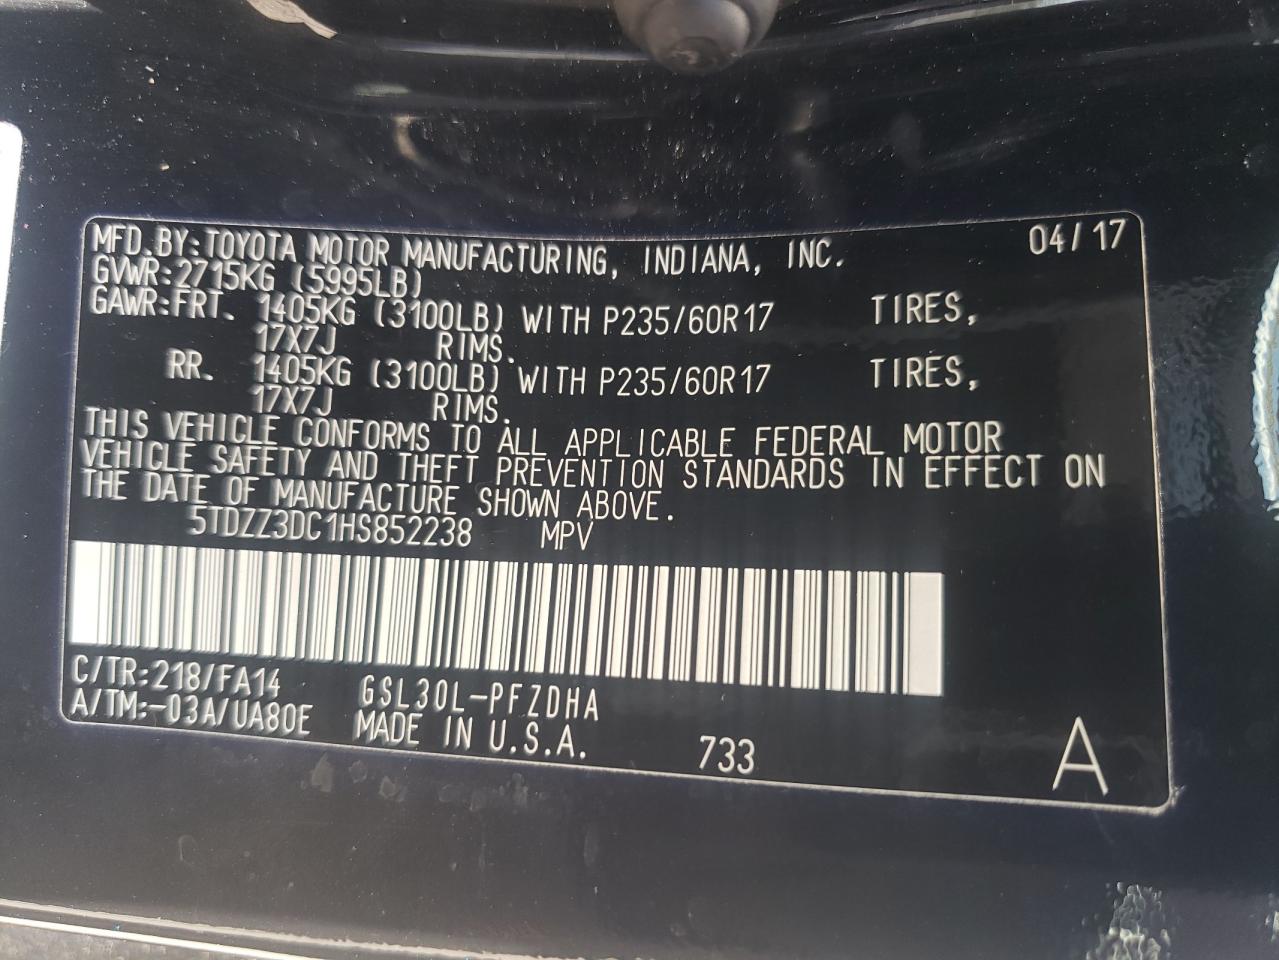 MFD.BY:TOYOTA MOTOR MANUFACTURING, INDIANA, INC. 04/17
GVWR:2715KG (5995LB)
GAWR:FRT. 1405KG (3100LB) WITH P235/60R17 TIRES,
17X7J RIMS.
RR. 1405KG (3100LB) WITH P235/60R17 TIRES,
17X7J RIMS.
THIS VEHICLE CONFORMS TO ALL APPLICABLE FEDERAL MOTOR
VEHICLE SAFETY AND THEFT PREVENTION STANDARDS IN EFFECT ON
THE DATE OF MANUFACTURE SHOWN ABOVE.
5TDZZ3DC1HS852238 MPV
C/TR:218/FA14 GSL30L-PFZDHA
A/TM:-03A/UA80E MADE IN U.S.A. 733 A